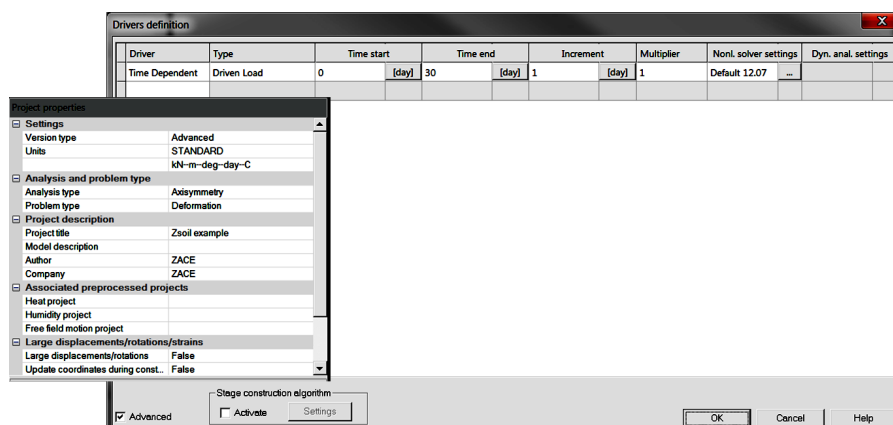 Drivers definition
X
Driver Type Time start Time end Increment Multiplier Nonl. solver settings Dyn. anal. settings
Time Dependent Driven Load 0 [day] 30 [day] 1 [day] 1 Default 12.07 ...
Project properties
Settings
Version type Advanced
Units STANDARD
kN--m--deg--day--C
Analysis and problem type
Analysis type Axisymmetry
Problem type Deformation
Project description
Project title Zsoil example
Model description
Author ZACE
Company ZACE
Associated preprocessed projects
Heat project
Humidity project
Free field motion project
Large displacements/rotations/strains
Large displacements/rotations False
Update coordinates during const... False
Stage construction algorithm
Advanced Activate Settings OK Cancel Help